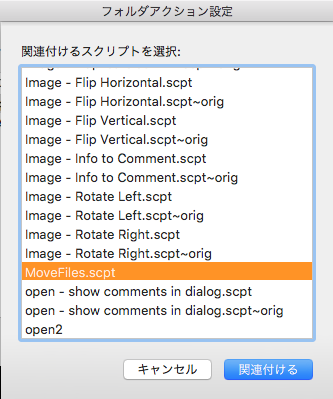 フォルダアクション設定
関連付けるスクリプトを選択:
Image - Flip Horizontal.scpt
Image - Flip Horizontal.scpt~orig
Image - Flip Vertical.scpt
Image - Flip Vertical.scpt~orig
Image - Info to Comment.scpt
Image - Info to Comment.scpt~orig
Image - Rotate Left.scpt
Image - Rotate Left.scpt~orig
Image - Rotate Right.scpt
Image - Rotate Right.scpt~orig
MoveFiles.scpt
open - show comments in dialog.scpt
open - show comments in dialog.scpt~orig
open2
キャンセル
関連付ける